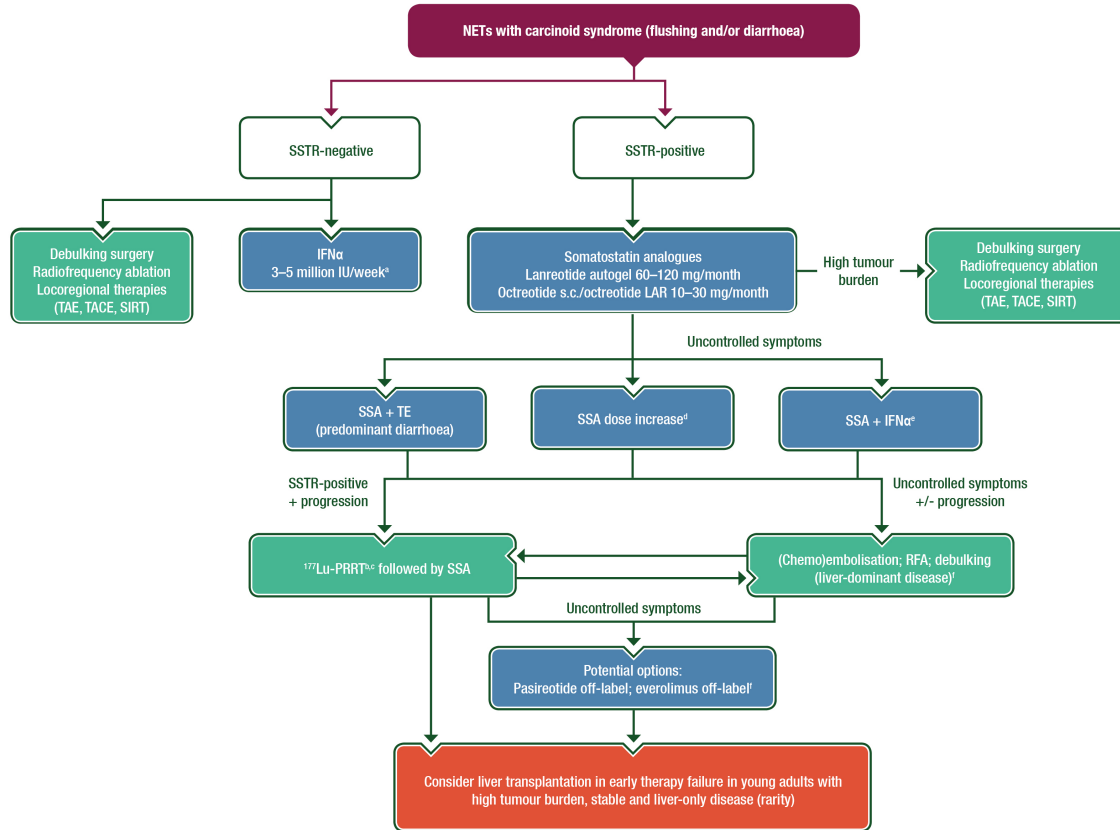 NETs with carcinoid syndrome (flushing and/or diarrhoea)
SSTR-negative
SSTR-positive
Debulking surgery
Radiofrequency ablation
Locoregional therapies
(TAE, TACE, SIRT)
IFNα
3–5 million IU/weekᵃ
Somatostatin analogues
Lanreotide autogel 60–120 mg/month
Octreotide s.c./octreotide LAR 10–30 mg/month
High tumour
burden
Debulking surgery
Radiofrequency ablation
Locoregional therapies
(TAE, TACE, SIRT)
Uncontrolled symptoms
SSA + TE
(predominant diarrhoea)
SSA dose increaseᵈ
SSA + IFNαᵉ
SSTR-positive
+ progression
Uncontrolled symptoms
+/- progression
¹⁷⁷Lu-PRRTᵇ,ᶜ followed by SSA
(Chemo)embolisation; RFA; debulking
(liver-dominant disease)ᶠ
Uncontrolled symptoms
Potential options:
Pasireotide off-label; everolimus off-labelᶠ
Consider liver transplantation in early therapy failure in young adults with
high tumour burden, stable and liver-only disease (rarity)